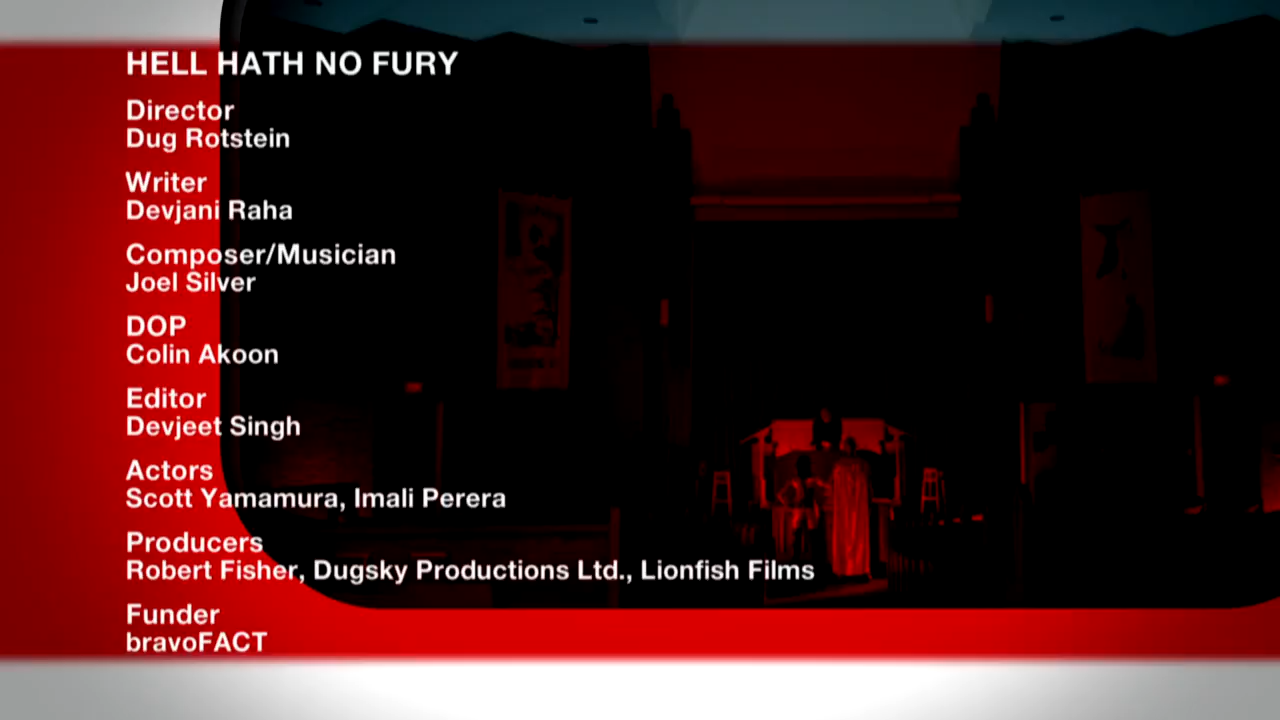 HELL HATH NO FURY
Director
Dug Rotstein
Writer
Devjani Raha
Composer/Musician
Joel Silver
DOP
Colin Akoon
Editor
Devjeet Singh
Actors
Scott Yamamura, Imali Perera
Producers
Robert Fisher, Dugsky Productions Ltd., Lionfish Films
Funder
bravoFACT